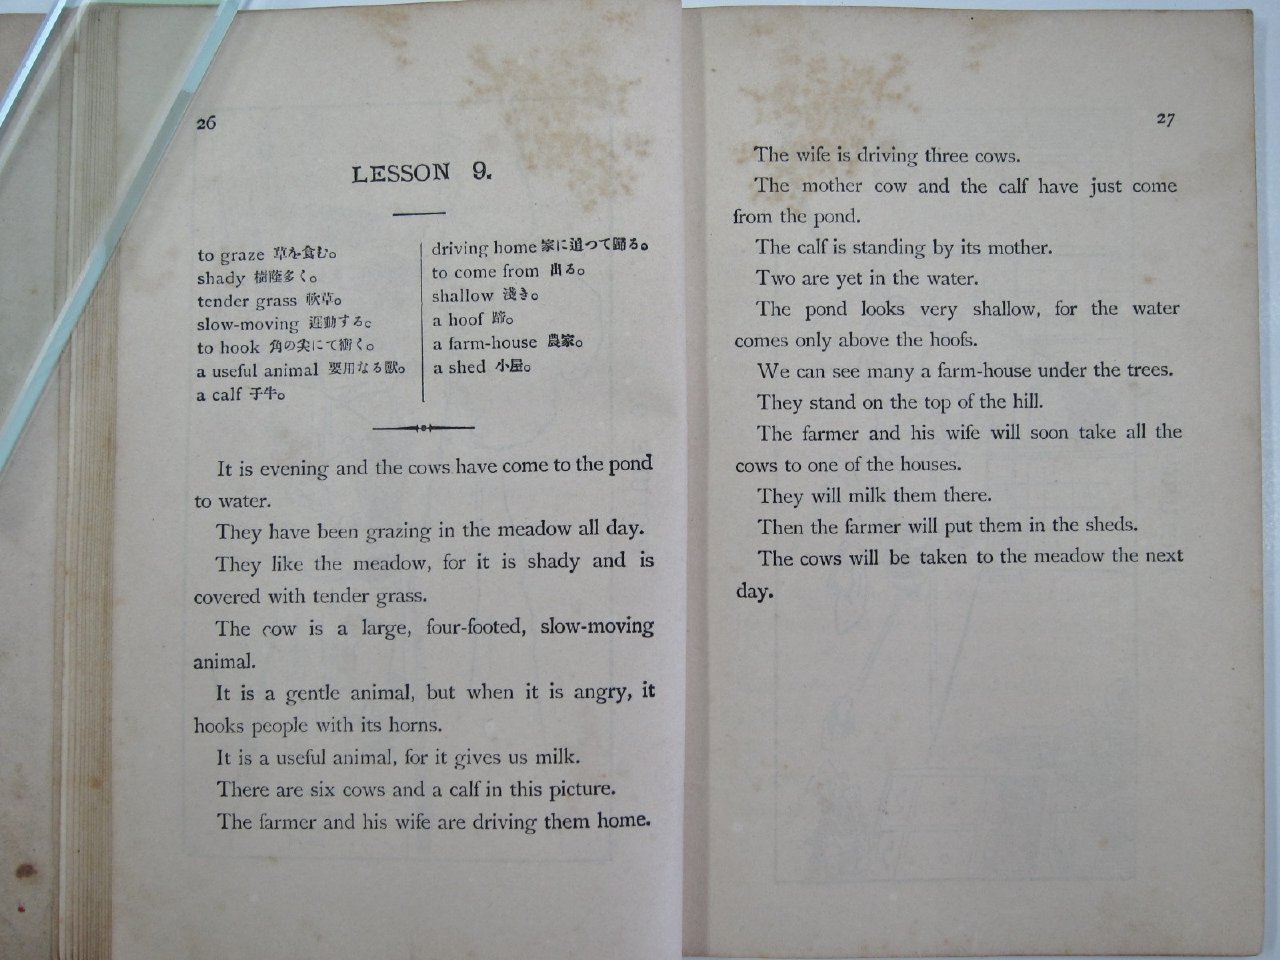 26
LESSON 9.
to graze 草を食む。
shady 樹蔭多く。
tender grass 軟草。
slow-moving 遅動する。
to hook 角の尖にて衝く。
a useful animal 要用なる獸。
a calf 子牛。
driving home 家に追つて歸る。
to come from 出る。
shallow 淺き。
a hoof 蹄。
a farm-house 農家。
a shed 小屋。
It is evening and the cows have come to the pond
to water.
They have been grazing in the meadow all day.
They like the meadow, for it is shady and is
covered with tender grass.
The cow is a large, four-footed, slow-moving
animal.
It is a gentle animal, but when it is angry, it
hooks people with its horns.
It is a useful animal, for it gives us milk.
There are six cows and a calf in this picture.
The farmer and his wife are driving them home.
27
The wife is driving three cows.
The mother cow and the calf have just come
from the pond.
The calf is standing by its mother.
Two are yet in the water.
The pond looks very shallow, for the water
comes only above the hoofs.
We can see many a farm-house under the trees.
They stand on the top of the hill.
The farmer and his wife will soon take all the
cows to one of the houses.
They will milk them there.
Then the farmer will put them in the sheds.
The cows will be taken to the meadow the next
day.